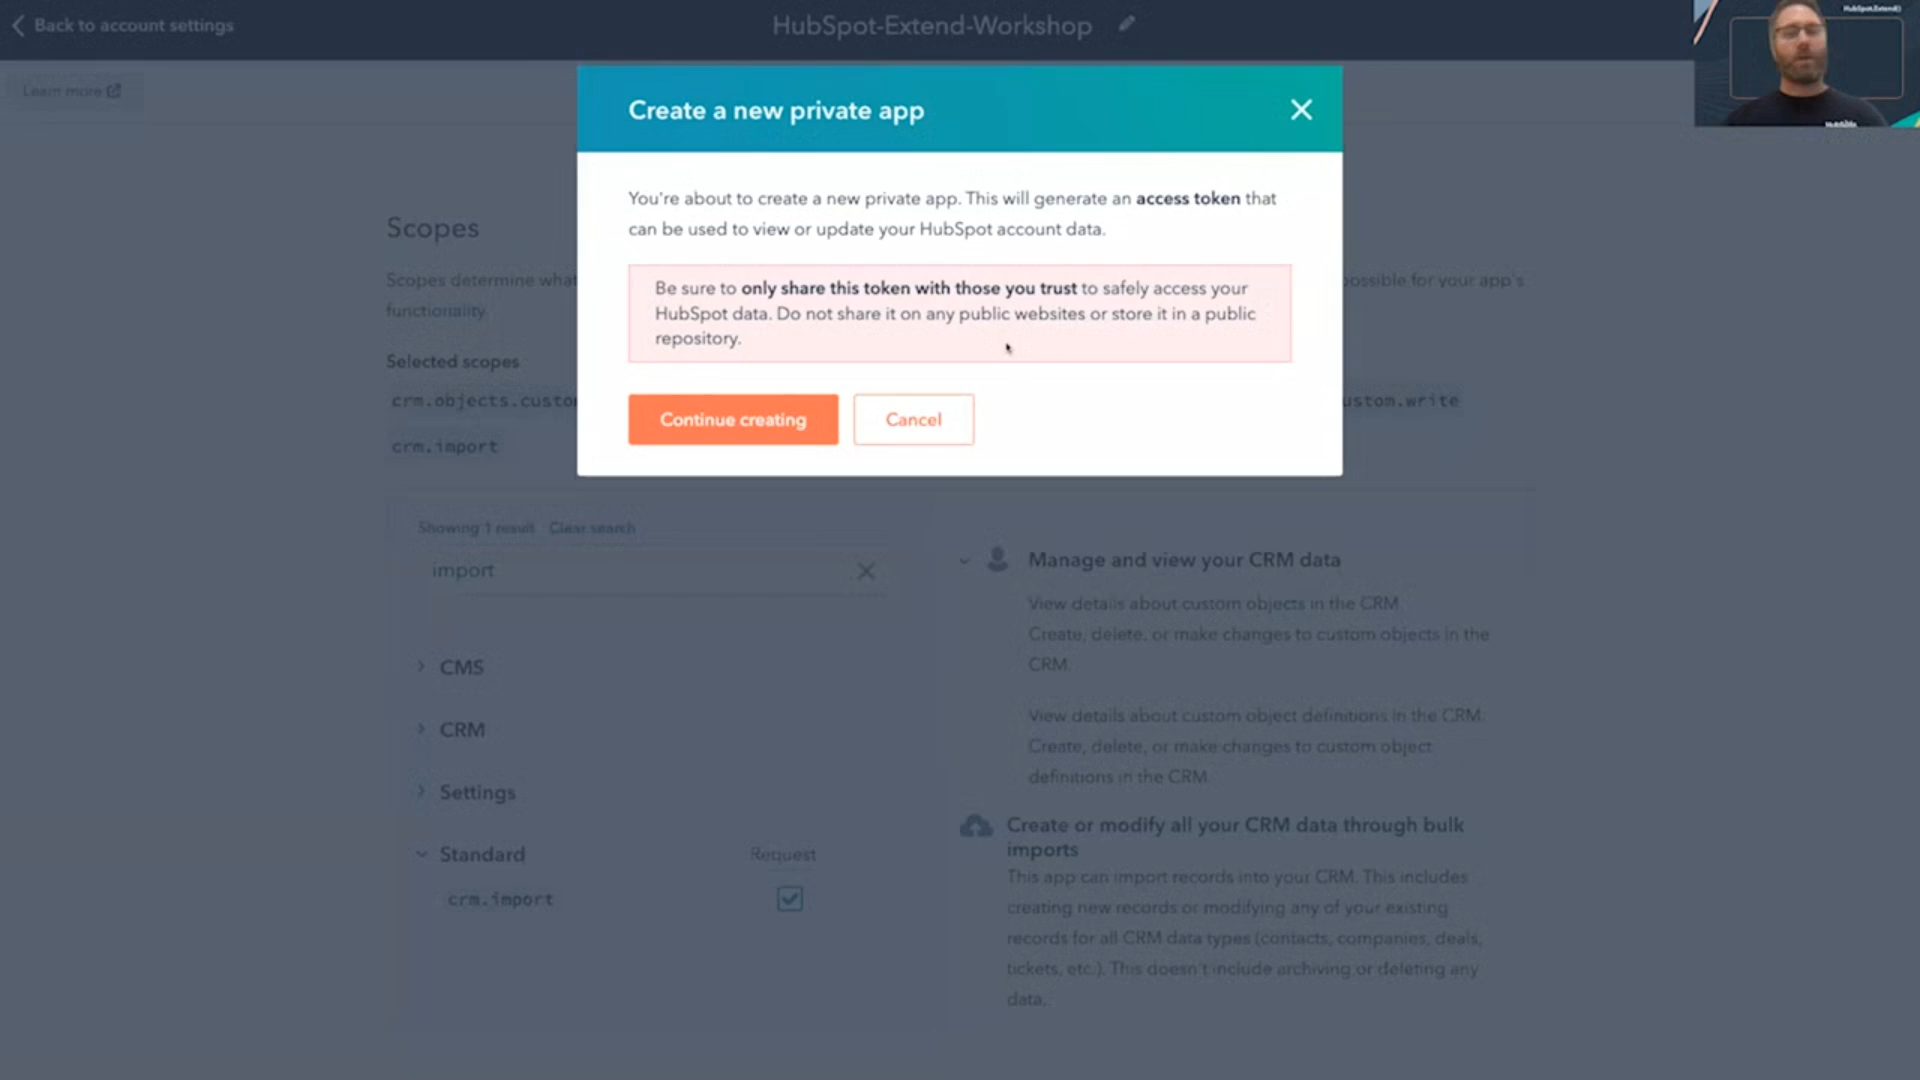 Back to account settings
HubSpot-Extend-Workshop
HubSpot.Extend()
Learn more
Create a new private app
You're about to create a new private app. This will generate an access token that
can be used to view or update your HubSpot account data.
Be sure to only share this token with those you trust to safely access your
HubSpot data. Do not share it on any public websites or store it in a public
repository.
Continue creating
Cancel
Scopes
Scopes determine what
possible for your app's
functionality.
Selected scopes
crm.objects.custo
ustom.write
crm.import
Showing 1 result Clear search
import
CMS
CRM
Settings
Standard
Request
crm.import
Manage and view your CRM data
View details about custom objects in the CRM.
Create, delete, or make changes to custom objects in the
CRM.
View details about custom object definitions in the CRM.
Create, delete, or make changes to custom object
definitions in the CRM.
Create or modify all your CRM data through bulk
imports
This app can import records into your CRM. This includes
creating new records or modifying any of your existing
records for all CRM data types (contacts, companies, deals,
tickets, etc.). This doesn't include archiving or deleting any
data.